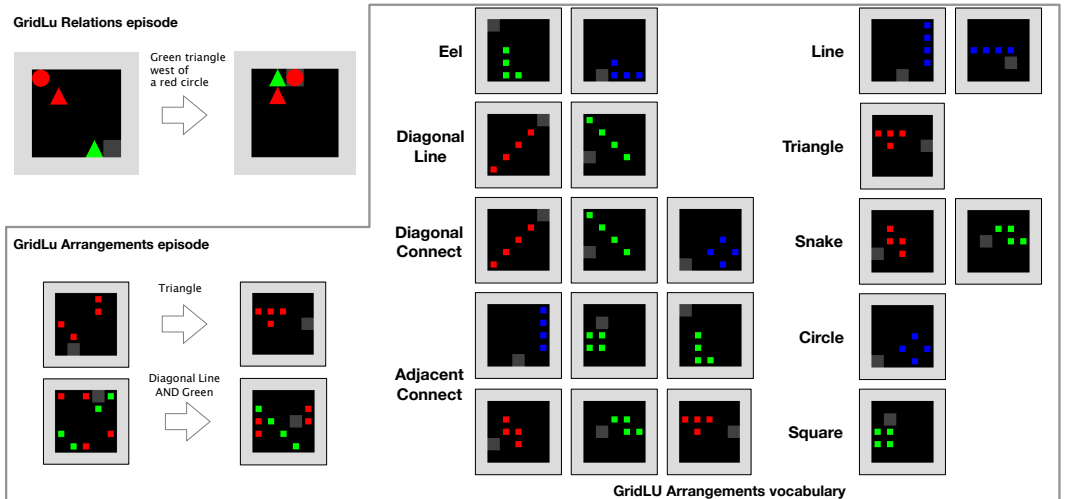 GridLu Relations episode
Green triangle
west of
a red circle
GridLu Arrangements episode
Triangle
Diagonal Line
AND Green
Eel
Diagonal
Line
Diagonal
Connect
Adjacent
Connect
Line
Triangle
Snake
Circle
Square
GridLU Arrangements vocabulary